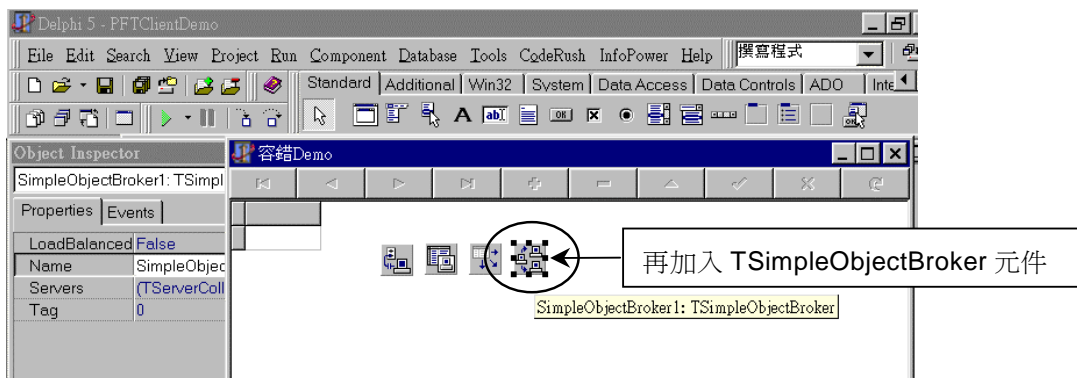 Delphi 5 - PFTClientDemo
File Edit Search View Project Run Component Database Tools CodeRush InfoPower Help 撰寫程式
Standard Additional Win32 System Data Access Data Controls ADO Inte
Object Inspector
容錯Demo
SimpleObjectBroker1: TSimpl
Properties Events
LoadBalanced False
Name SimpleObjec
Servers (TServerColl
Tag 0
再加入 TSimpleObjectBroker 元件
SimpleObjectBroker1: TSimpleObjectBroker